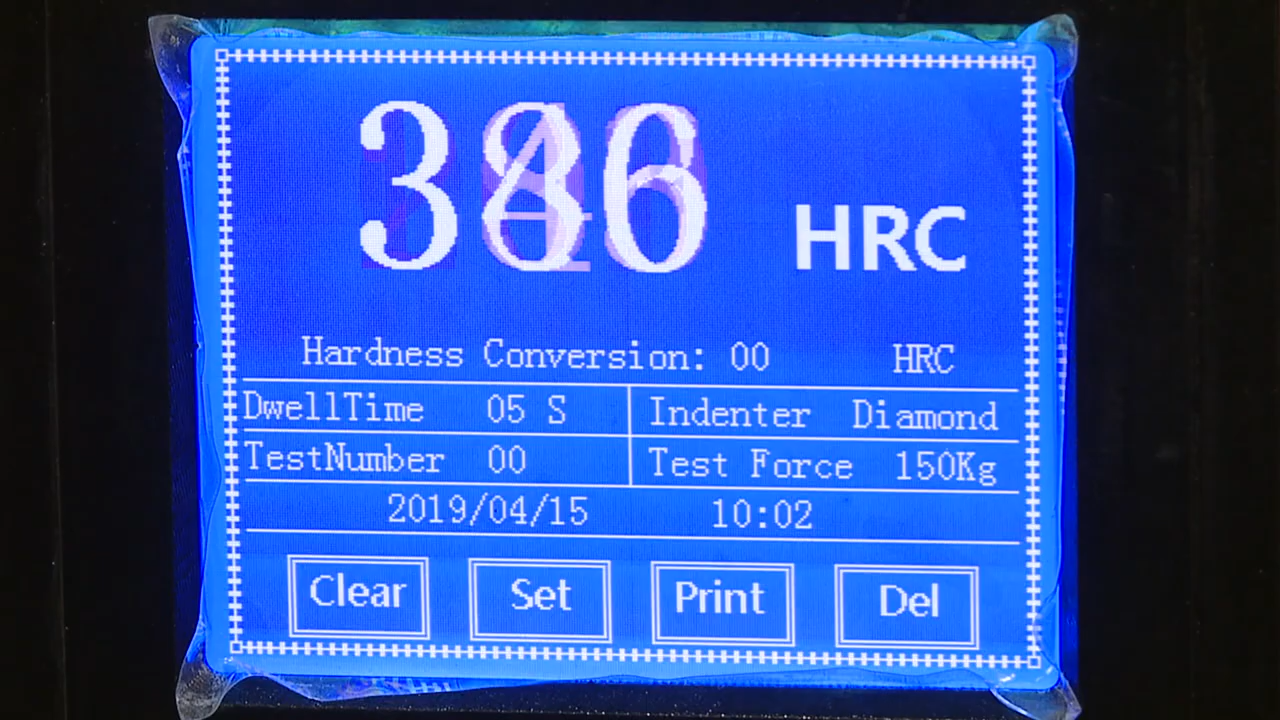 HRC
Hardness Conversion: 00 HRC
DwellTime 05 S Indenter Diamond
TestNumber 00 Test Force 150Kg
2019/04/15 10:02
Clear Set Print Del